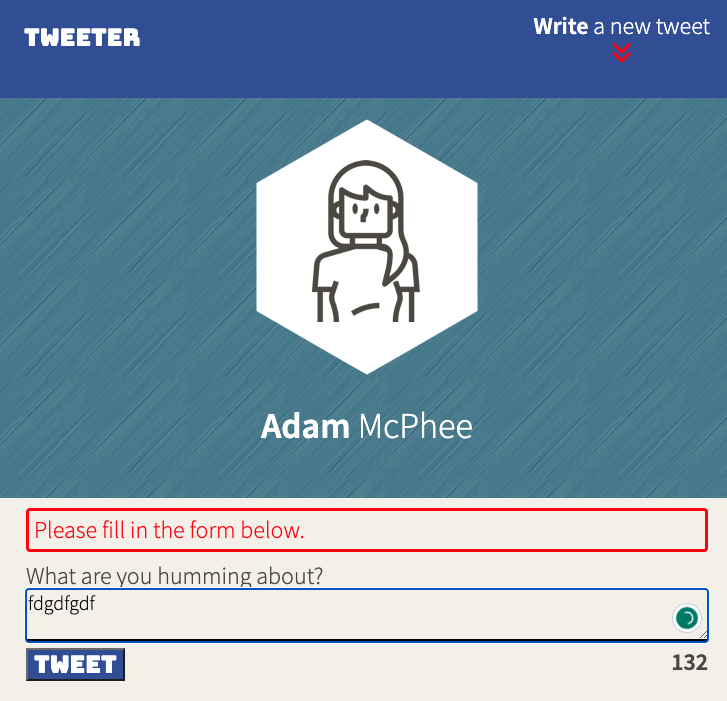 TWEETER
Write a new tweet
Adam McPhee
Please fill in the form below.
What are you humming about?
fdgdfgdf
TWEET
132